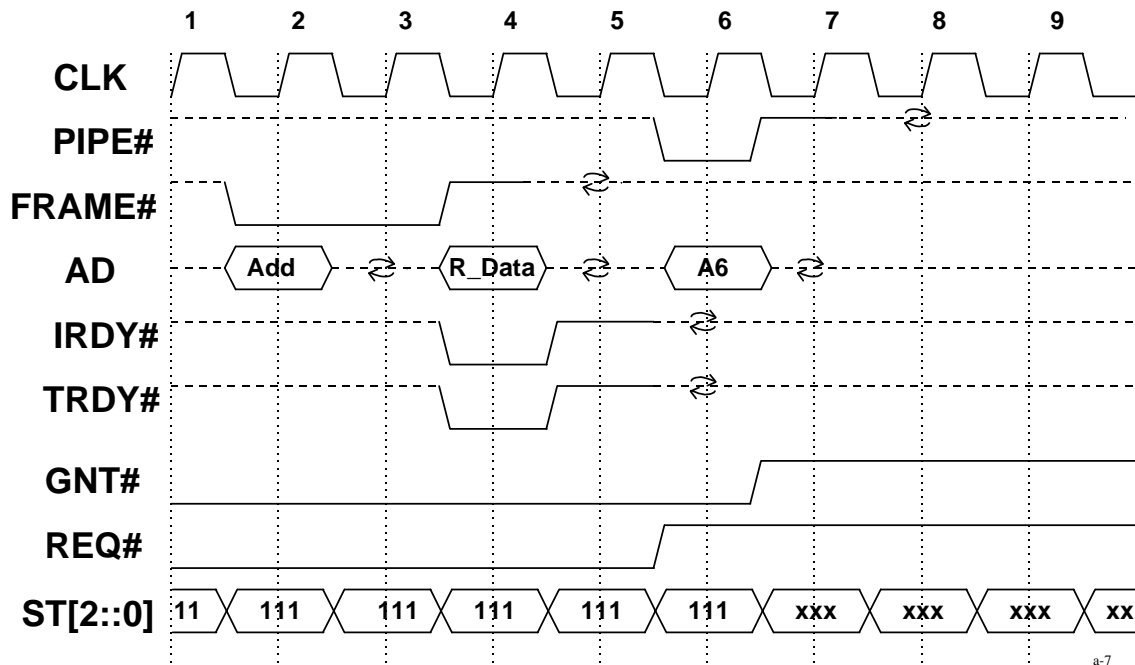 1 2 3 4 5 6 7 8 9
CLK
PIPE#
FRAME#
AD Add R_Data A6
IRDY#
TRDY#
GNT#
REQ#
ST[2::0] 11 111 111 111 111 111 xxx xxx xxx xx
a-7